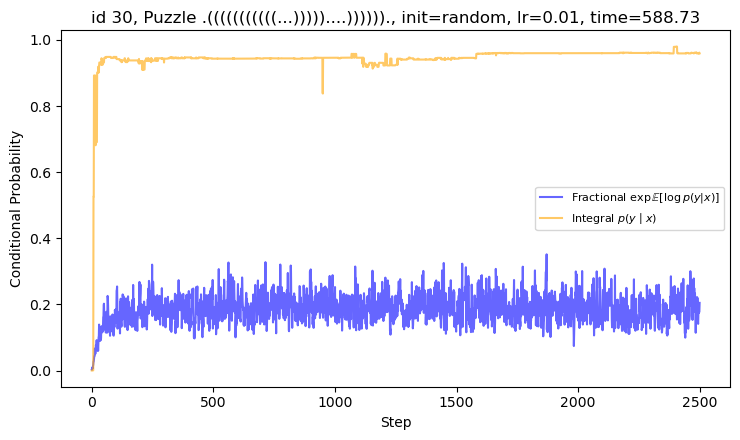 id 30, Puzzle .(((((((((((...)))))....))))))., init=random, lr=0.01, time=588.73
Conditional Probability
1.0
0.8
0.6
0.4
0.2
0.0
Fractional exp𝔼[log p(y|x)]
Integral p(y | x)
0 500 1000 1500 2000 2500
Step